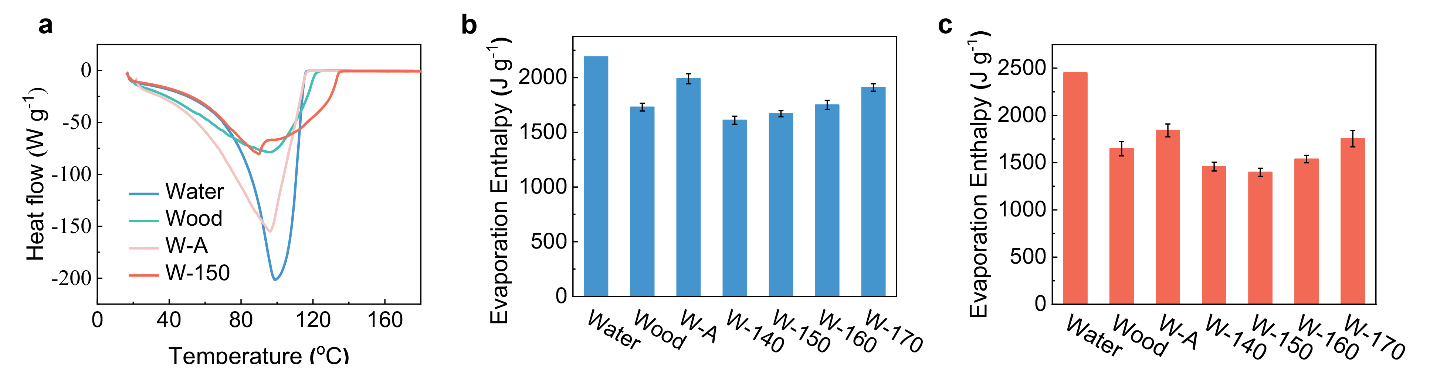 a
Heat flow (W g⁻¹)
0
-50
-100
-150
-200
Water
Wood
W-A
W-150
0
40
80
120
160
Temperature (°C)
b
Evaporation Enthalpy (J g⁻¹)
2000
1500
1000
500
0
Water
Wood
W-A
W-140
W-150
W-160
W-170
c
Evaporation Enthalpy (J g⁻¹)
2500
2000
1500
1000
500
0
Water
Wood
W-A
W-140
W-150
W-160
W-170